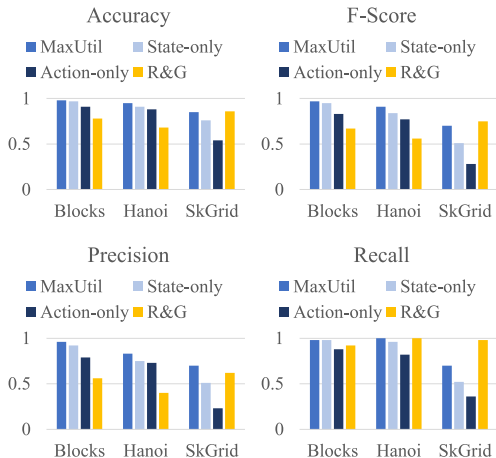 Accuracy
MaxUtil State-only
Action-only R&G
1
0.5
0
Blocks Hanoi SkGrid
F-Score
MaxUtil State-only
Action-only R&G
1
0.5
0
Blocks Hanoi SkGrid
Precision
MaxUtil State-only
Action-only R&G
1
0.5
0
Blocks Hanoi SkGrid
Recall
MaxUtil State-only
Action-only R&G
1
0.5
0
Blocks Hanoi SkGrid